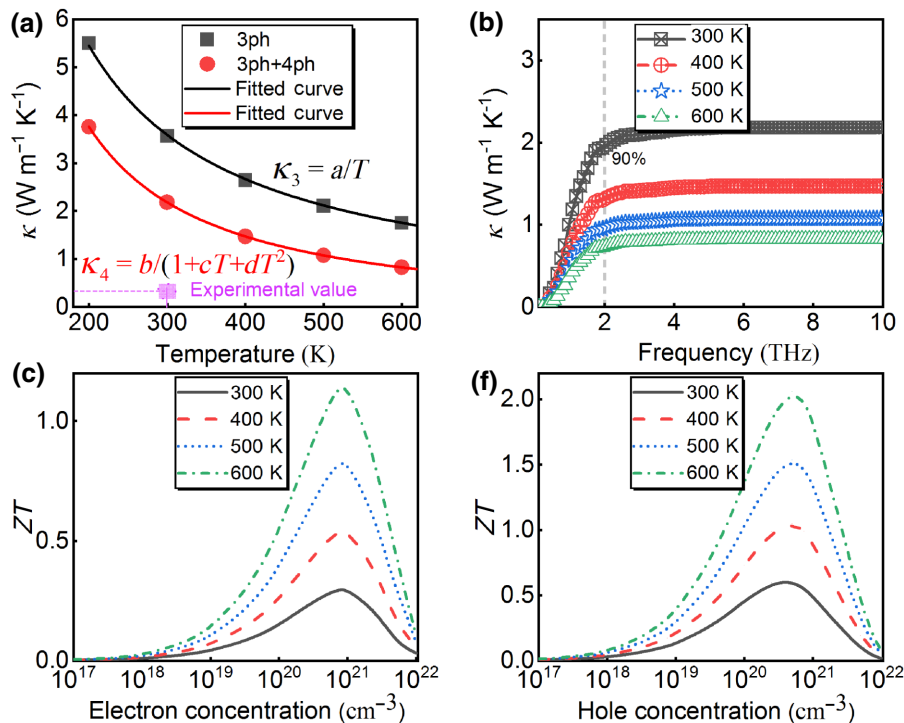 (a)
3ph
3ph+4ph
Fitted curve
Fitted curve
κ₃ = a/T
κ₄ = b/(1+cT+dT²)
Experimental value
6
5
4
3
2
1
0
200 300 400 500 600
κ (W m⁻¹ K⁻¹)
Temperature (K)
(b)
300 K
400 K
500 K
600 K
90%
3
2
1
0
2 4 6 8 10
κ (W m⁻¹ K⁻¹)
Frequency (THz)
(c)
300 K
400 K
500 K
600 K
1.0
0.5
0.0
10¹⁷ 10¹⁸ 10¹⁹ 10²⁰ 10²¹ 10²²
ZT
Electron concentration (cm⁻³)
(f)
300 K
400 K
500 K
600 K
2.0
1.5
1.0
0.5
0.0
10¹⁷ 10¹⁸ 10¹⁹ 10²⁰ 10²¹ 10²²
ZT
Hole concentration (cm⁻³)